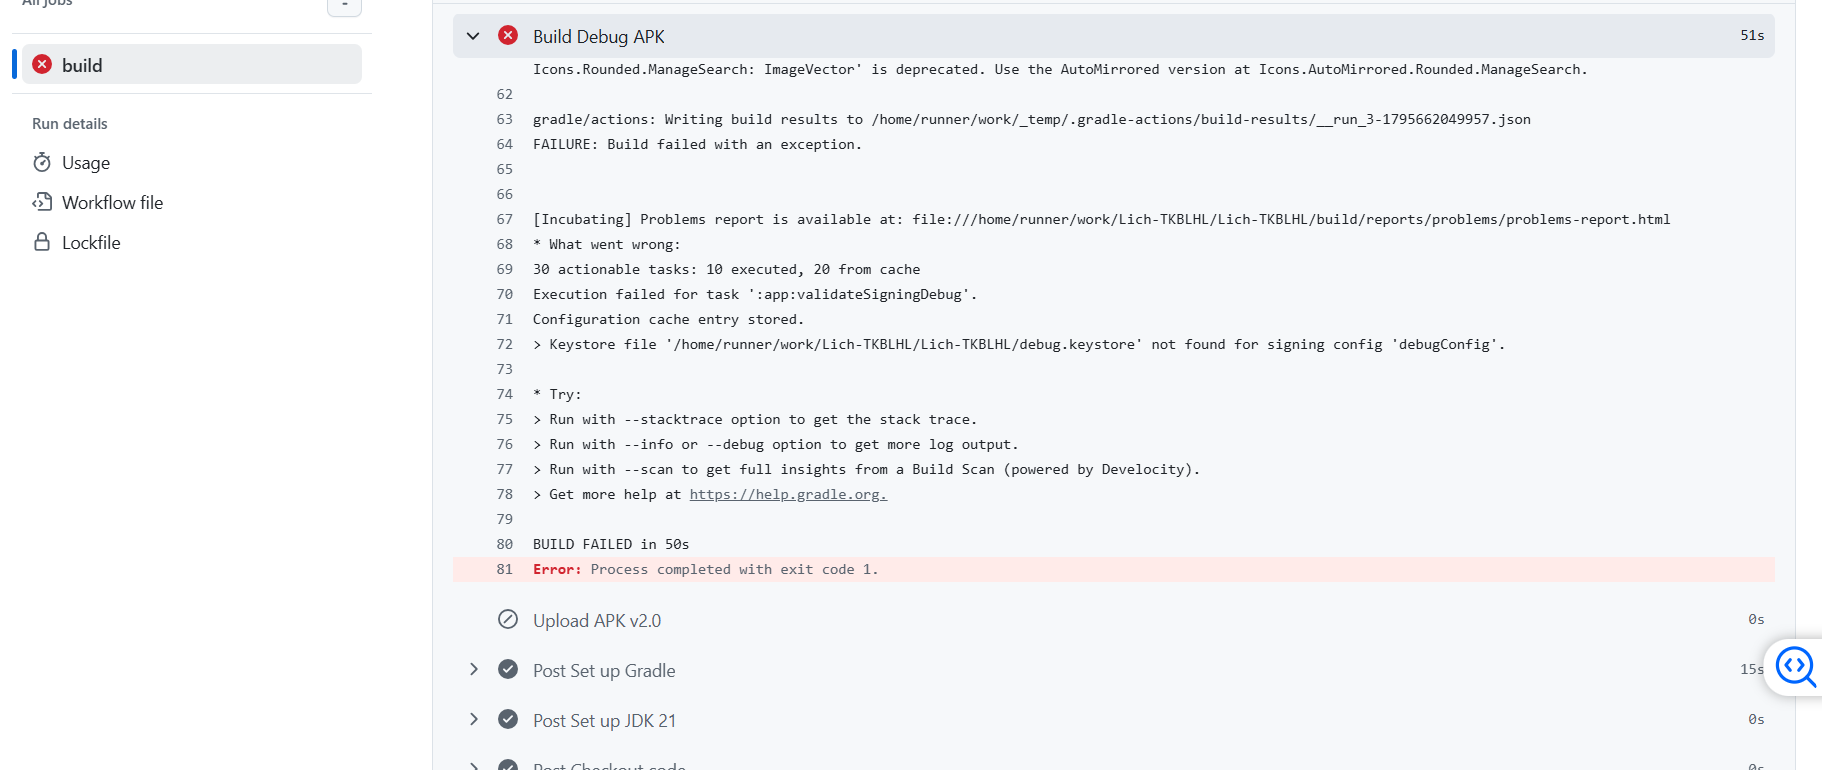 All jobs
-
build
Run details
Usage
Workflow file
Lockfile
Build Debug APK
51s
Icons.Rounded.ManageSearch: ImageVector' is deprecated. Use the AutoMirrored version at Icons.AutoMirrored.Rounded.ManageSearch.
62
63 gradle/actions: Writing build results to /home/runner/work/_temp/.gradle-actions/build-results/__run_3-1795662049957.json
64 FAILURE: Build failed with an exception.
65
66
67 [Incubating] Problems report is available at: file:///home/runner/work/Lich-TKBLHL/Lich-TKBLHL/build/reports/problems/problems-report.html
68 * What went wrong:
69 30 actionable tasks: 10 executed, 20 from cache
70 Execution failed for task ':app:validateSigningDebug'.
71 Configuration cache entry stored.
72 > Keystore file '/home/runner/work/Lich-TKBLHL/Lich-TKBLHL/debug.keystore' not found for signing config 'debugConfig'.
73
74 * Try:
75 > Run with --stacktrace option to get the stack trace.
76 > Run with --info or --debug option to get more log output.
77 > Run with --scan to get full insights from a Build Scan (powered by Develocity).
78 > Get more help at https://help.gradle.org.
79
80 BUILD FAILED in 50s
81 Error: Process completed with exit code 1.
Upload APK v2.0
0s
Post Set up Gradle
15s
Post Set up JDK 21
0s
Post Checkout code
0s